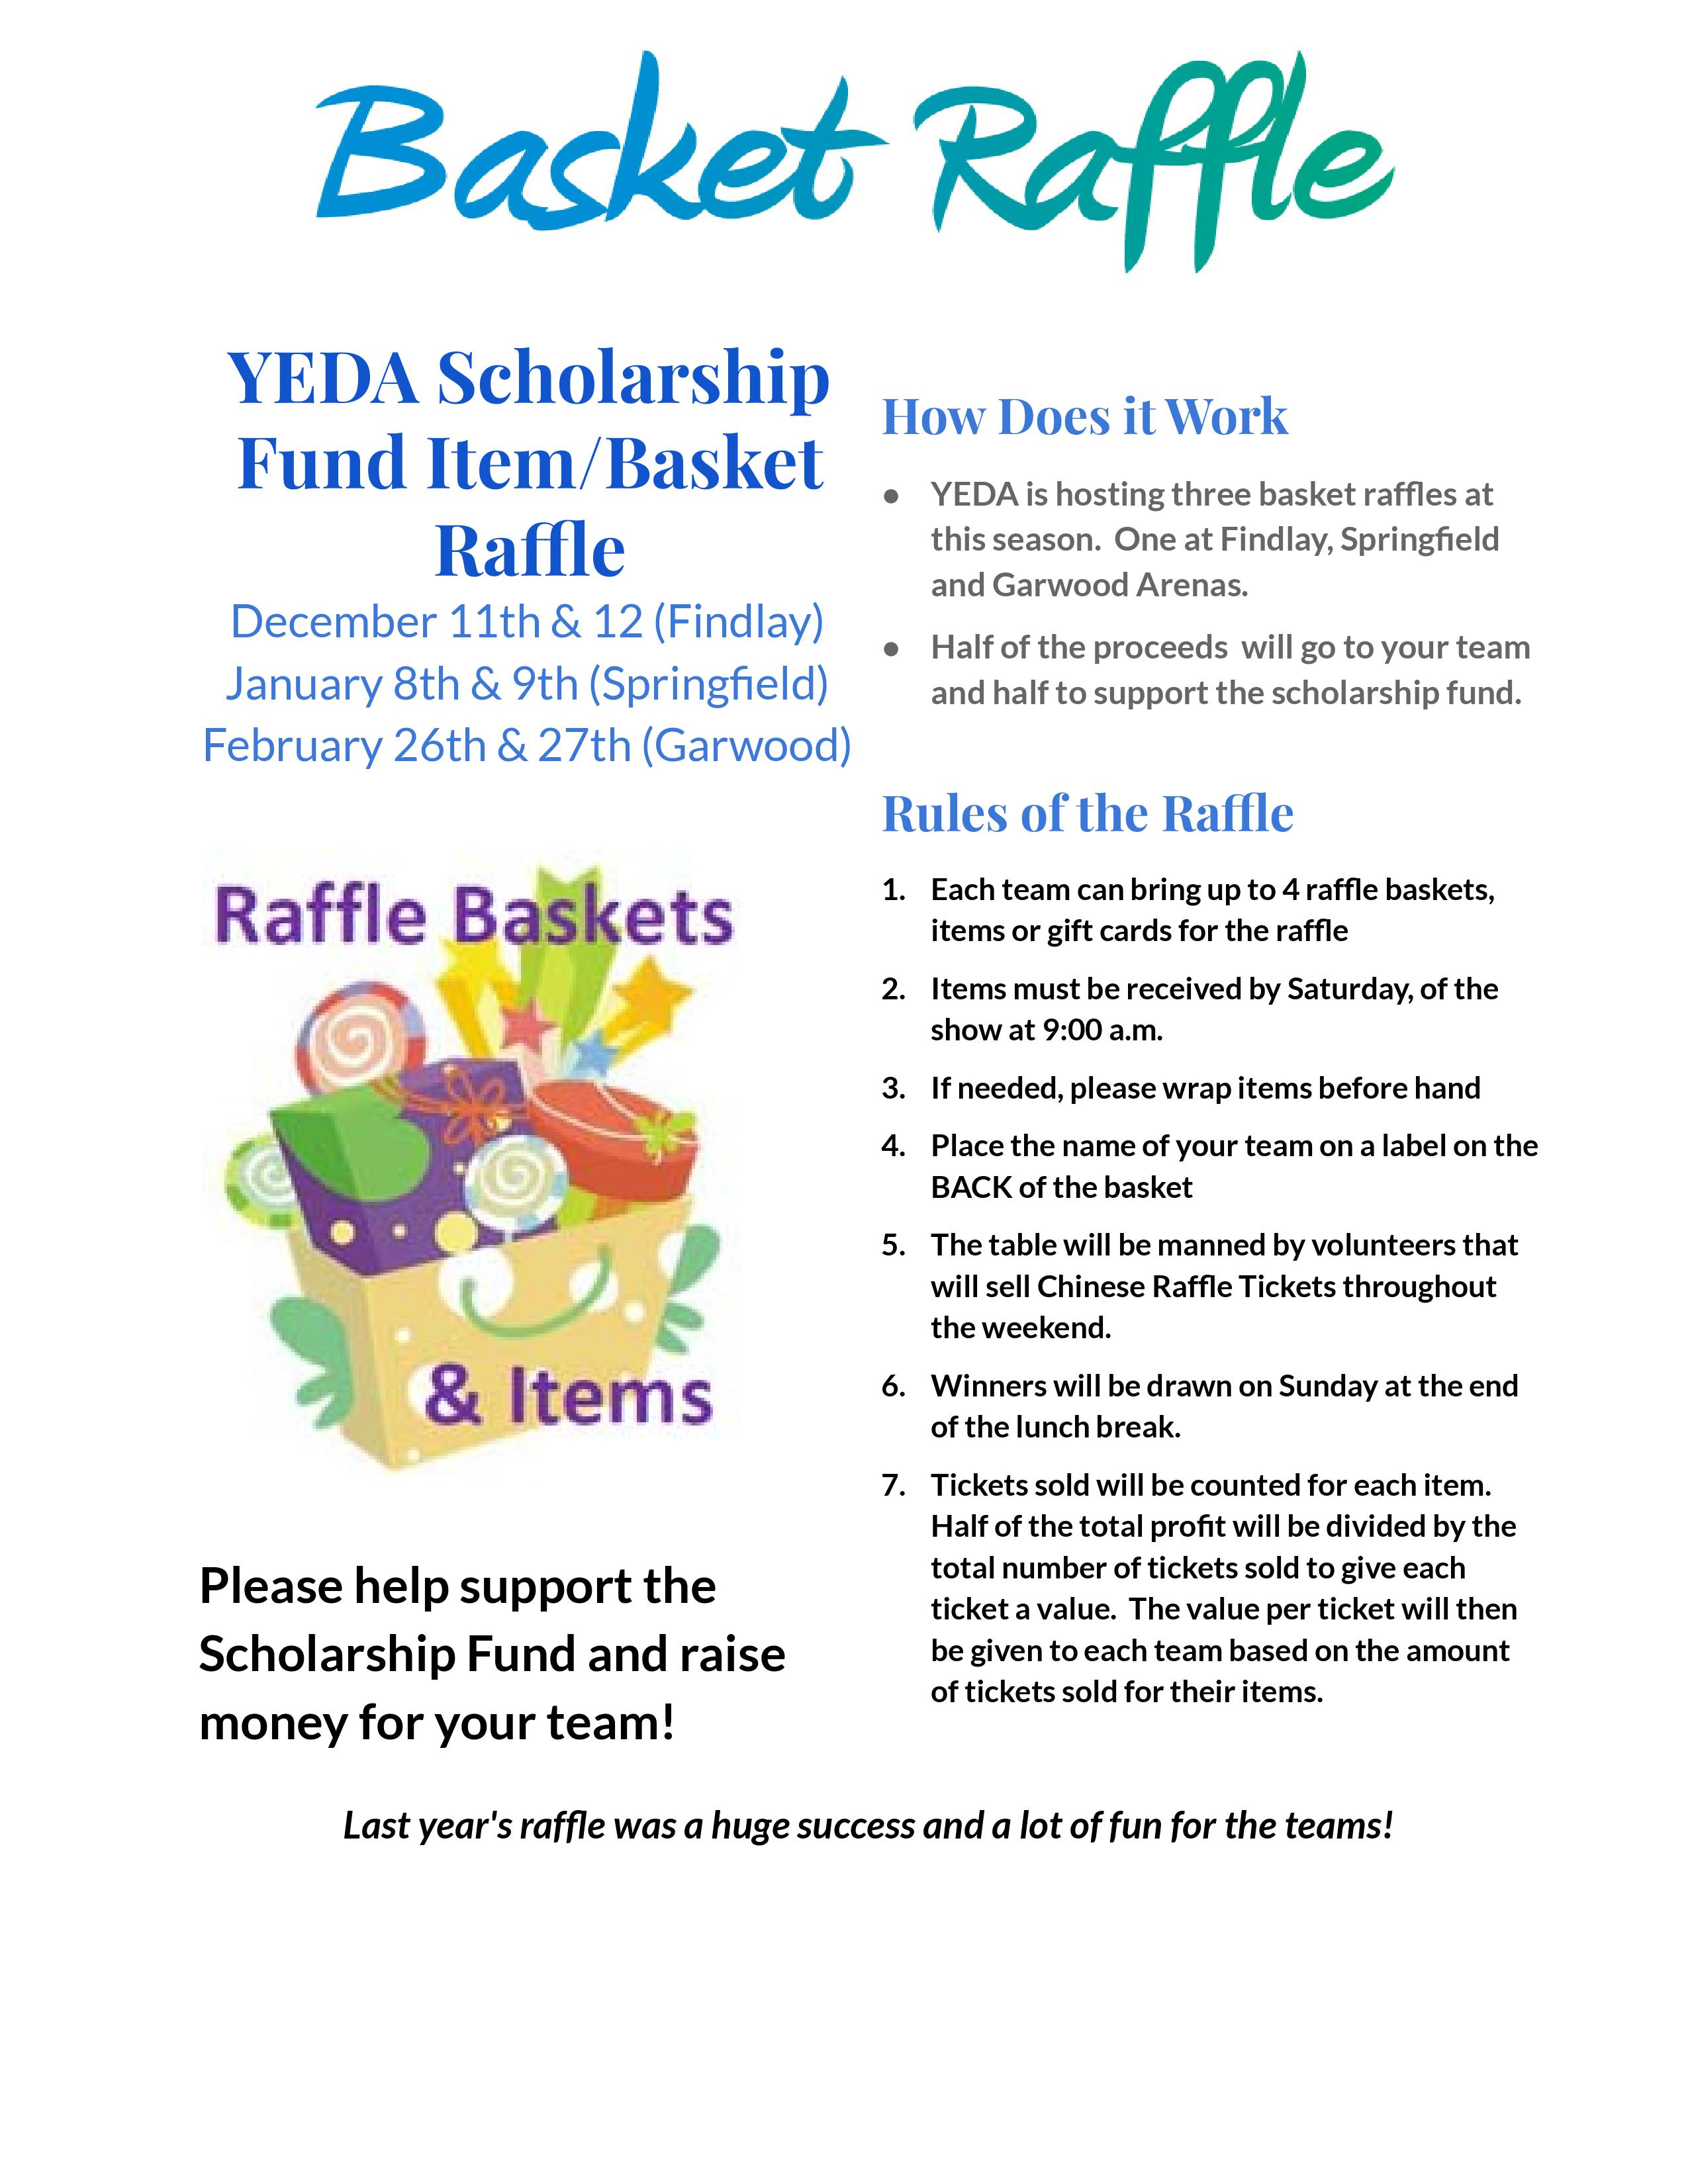 Basket Raffle
YEDA Scholarship
Fund Item/Basket
Raffle
December 11th & 12 (Findlay)
January 8th & 9th (Springfield)
February 26th & 27th (Garwood)
Raffle Baskets
& Items
Please help support the
Scholarship Fund and raise
money for your team!
How Does it Work
● YEDA is hosting three basket raffles at
this season.  One at Findlay, Springfield
and Garwood Arenas.
● Half of the proceeds  will go to your team
and half to support the scholarship fund.
Rules of the Raffle
1. Each team can bring up to 4 raffle baskets,
items or gift cards for the raffle
2. Items must be received by Saturday, of the
show at 9:00 a.m.
3. If needed, please wrap items before hand
4. Place the name of your team on a label on the
BACK of the basket
5. The table will be manned by volunteers that
will sell Chinese Raffle Tickets throughout
the weekend.
6. Winners will be drawn on Sunday at the end
of the lunch break.
7. Tickets sold will be counted for each item.
Half of the total profit will be divided by the
total number of tickets sold to give each
ticket a value.  The value per ticket will then
be given to each team based on the amount
of tickets sold for their items.
Last year's raffle was a huge success and a lot of fun for the teams!